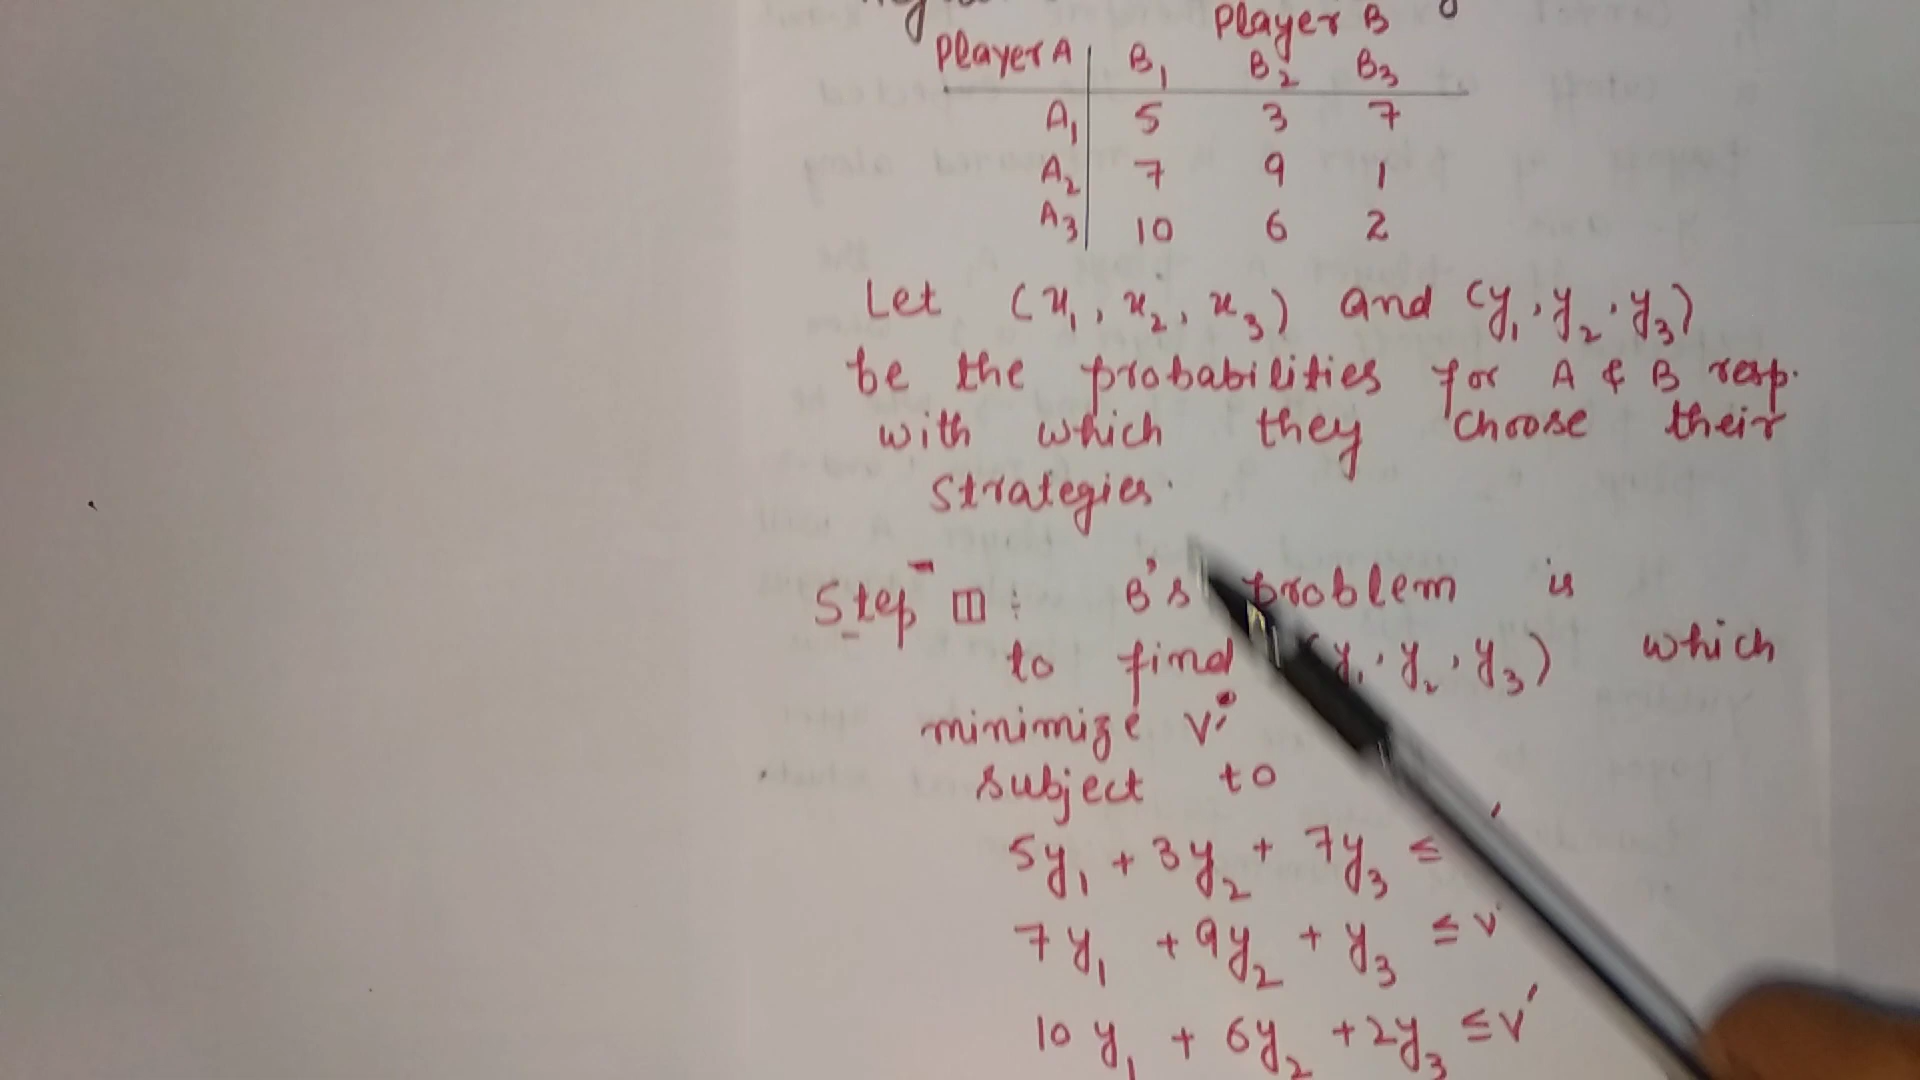 Player B
Player A B1 B2 B3
A1 5 3 7
A2 7 9 1
A3 10 6 2
Let (x1, x2, x3) and (y1, y2, y3)
be the probabilities for A & B resp.
with which they choose their
strategies.
Step III: B's problem is
to find (y1, y2, y3) which
minimize v'
subject to
5y1 + 3y2 + 7y3 ≤
7y1 + 9y2 + y3 ≤ v'
10y1 + 6y2 + 2y3 ≤ v'